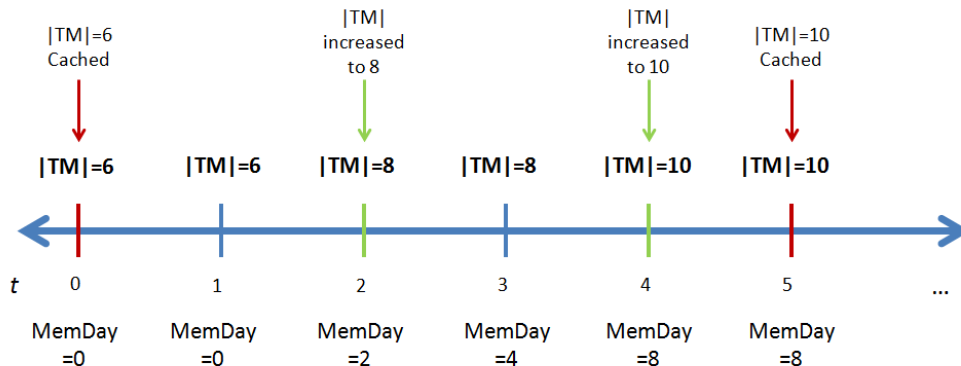 |TM|=6
Cached
|TM|
increased
to 8
|TM|
increased
to 10
|TM|=10
Cached
|TM|=6 |TM|=6 |TM|=8 |TM|=8 |TM|=10 |TM|=10
t 0 1 2 3 4 5 ...
MemDay MemDay MemDay MemDay MemDay MemDay
=0 =0 =2 =4 =8 =8